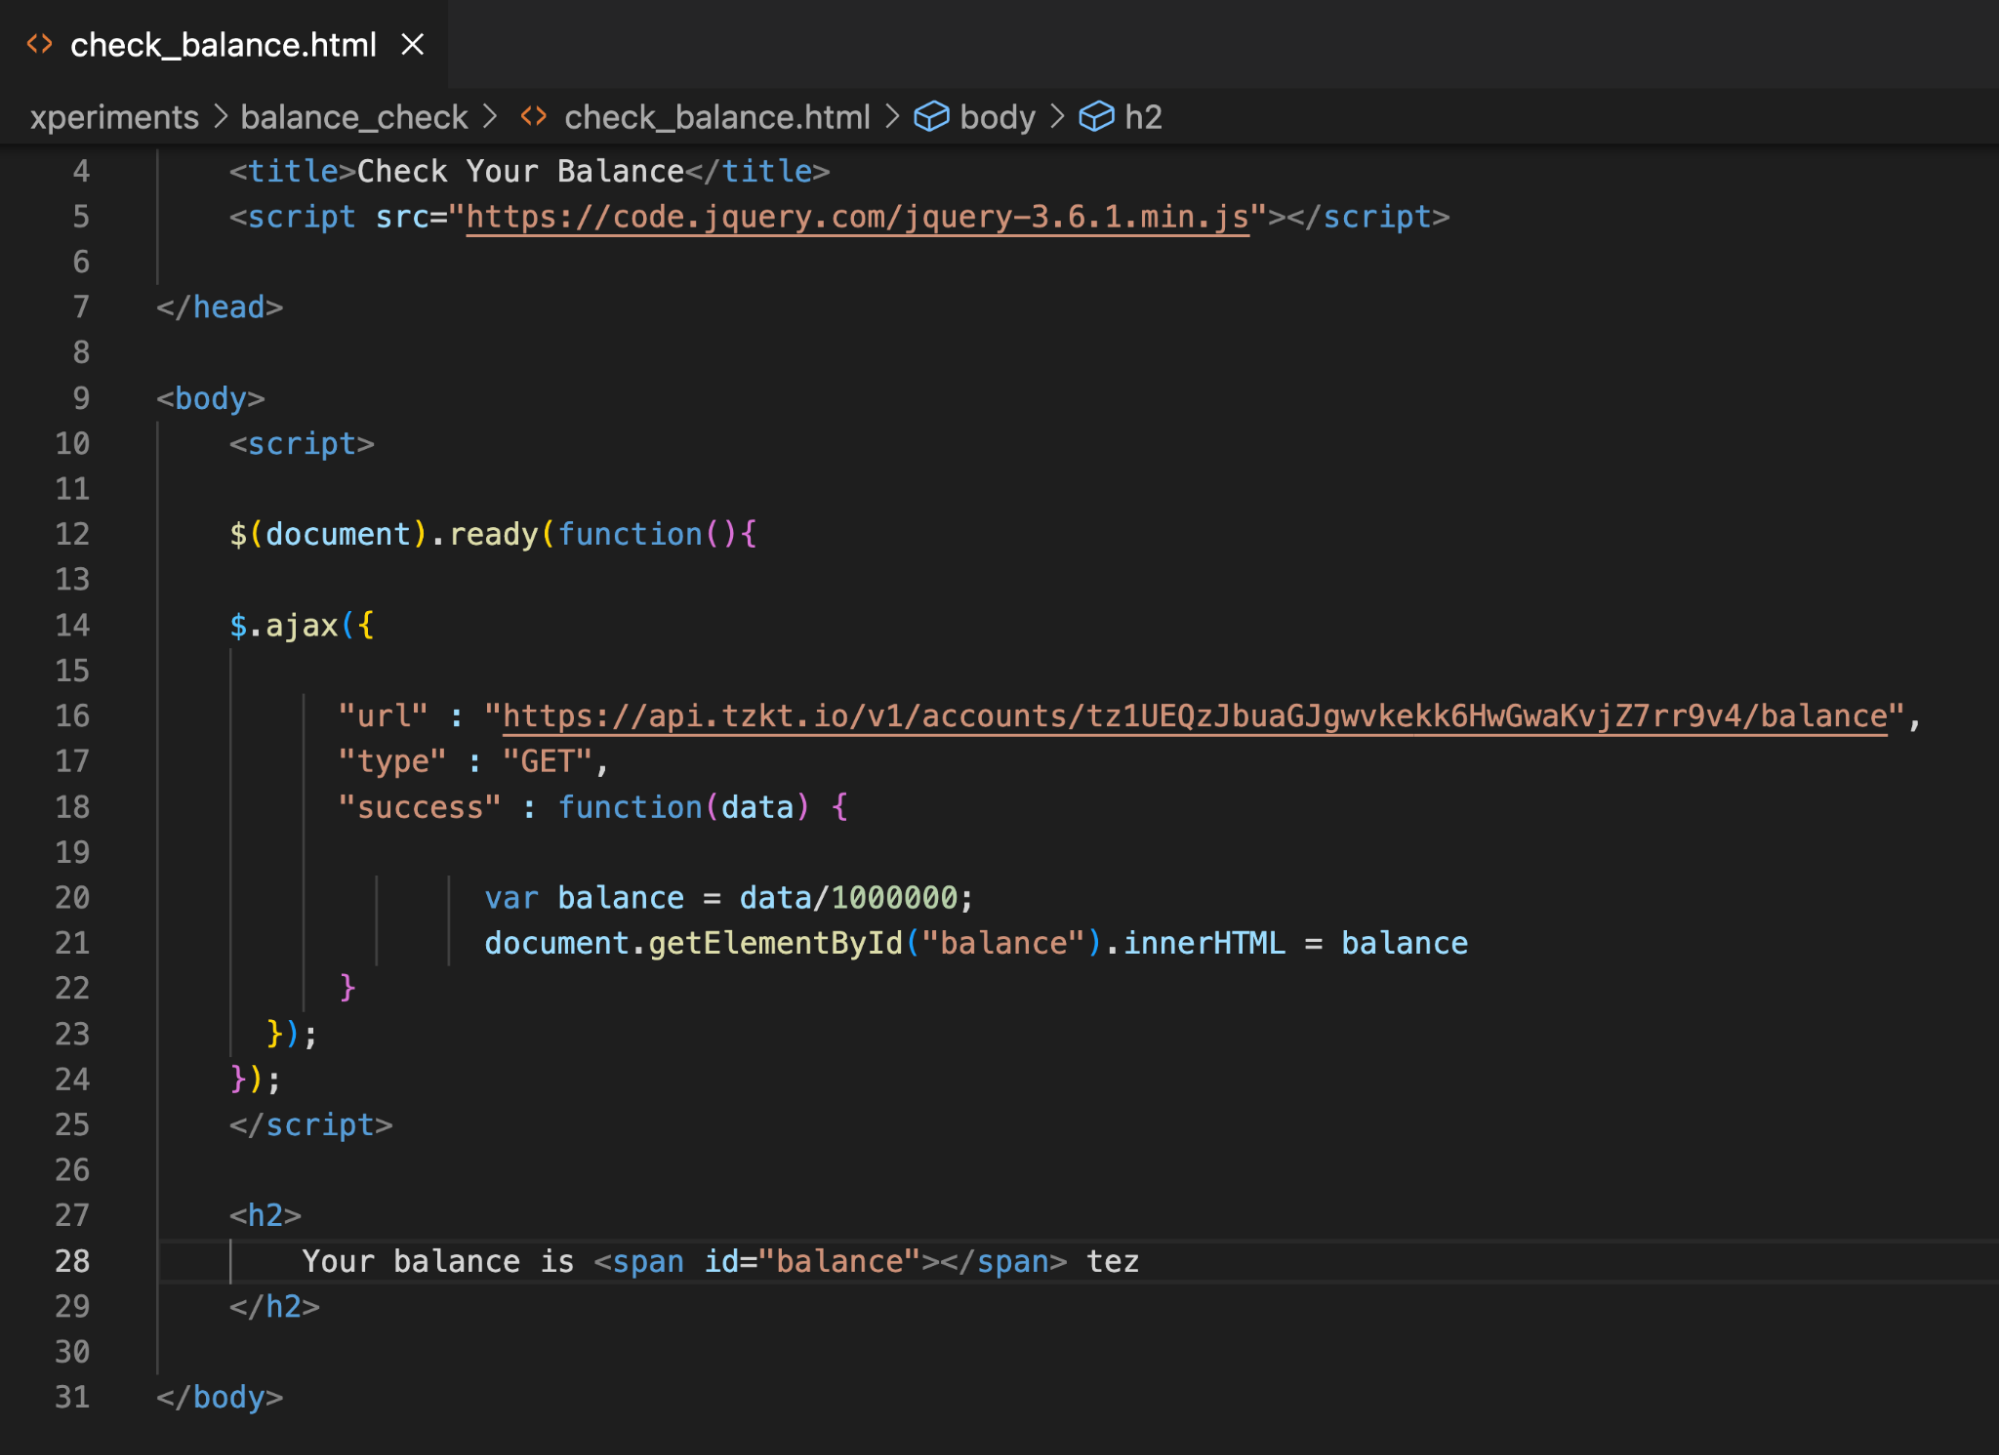 check_balance.html
xperiments > balance_check > check_balance.html > body > h2
4 <title>Check Your Balance</title>
5 <script src="https://code.jquery.com/jquery-3.6.1.min.js"></script>
6
7 </head>
8
9 <body>
10 <script>
11
12 $(document).ready(function(){
13
14 $.ajax({
15
16 "url" : "https://api.tzkt.io/v1/accounts/tz1UEQzJbuaGJgwvkekk6HwGwaKvjZ7rr9v4/balance",
17 "type" : "GET",
18 "success" : function(data) {
19
20 var balance = data/1000000;
21 document.getElementById("balance").innerHTML = balance
22 }
23 });
24 });
25 </script>
26
27 <h2>
28 Your balance is <span id="balance"></span> tez
29 </h2>
30
31 </body>